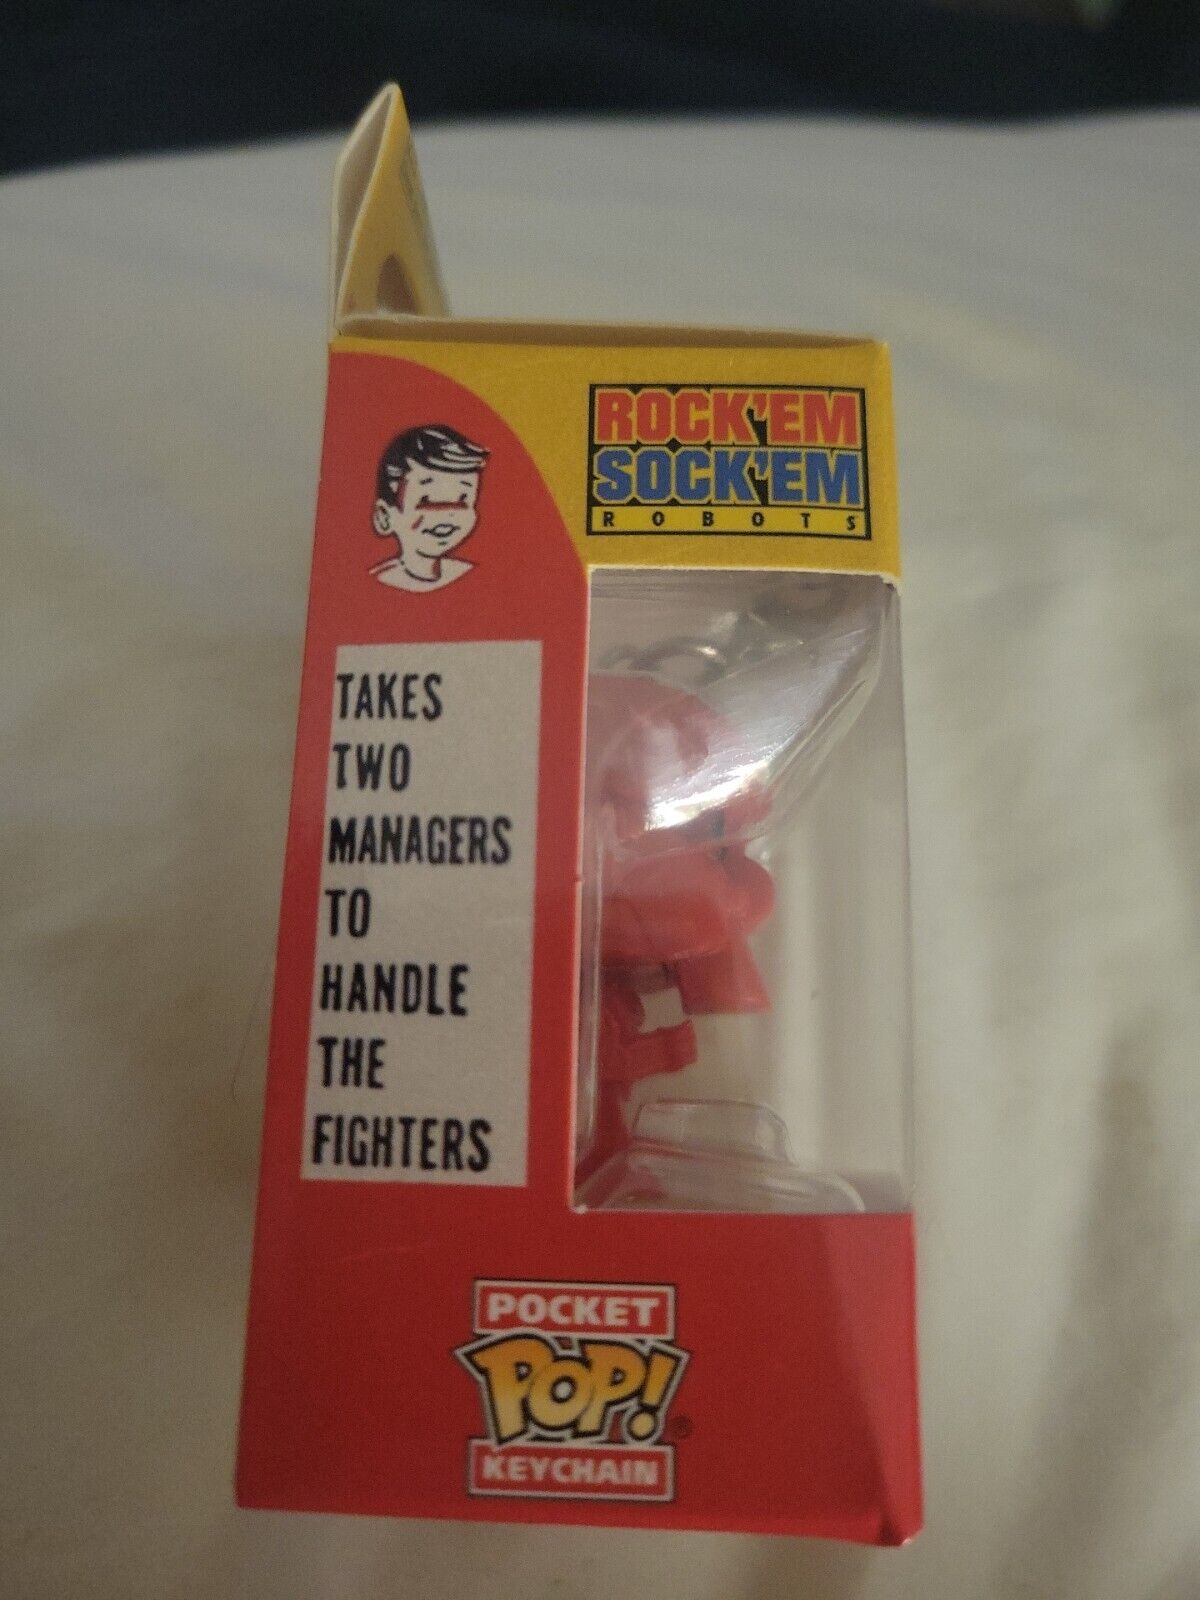 ROCK'EM
SOCK'EM
ROBOTS
TAKES
TWO
MANAGERS
TO
HANDLE
THE
FIGHTERS
POCKET
POP!®
KEYCHAIN